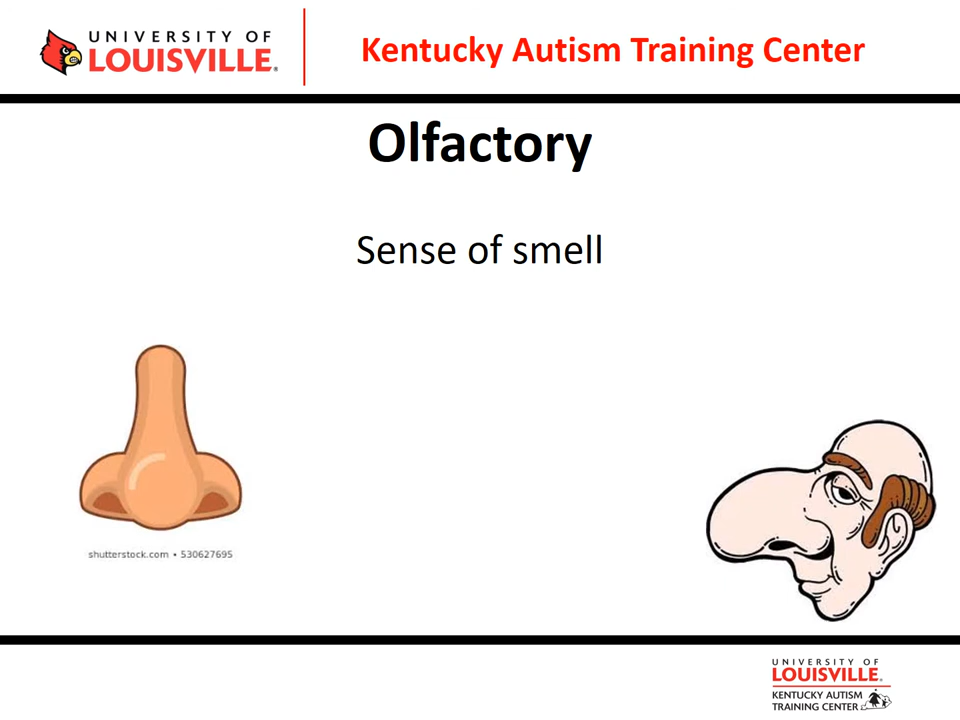 UNIVERSITY OF
LOUISVILLE.
Kentucky Autism Training Center
Olfactory
Sense of smell
shutterstock.com • 530627695
UNIVERSITY OF
LOUISVILLE.
KENTUCKY AUTISM
TRAINING CENTER